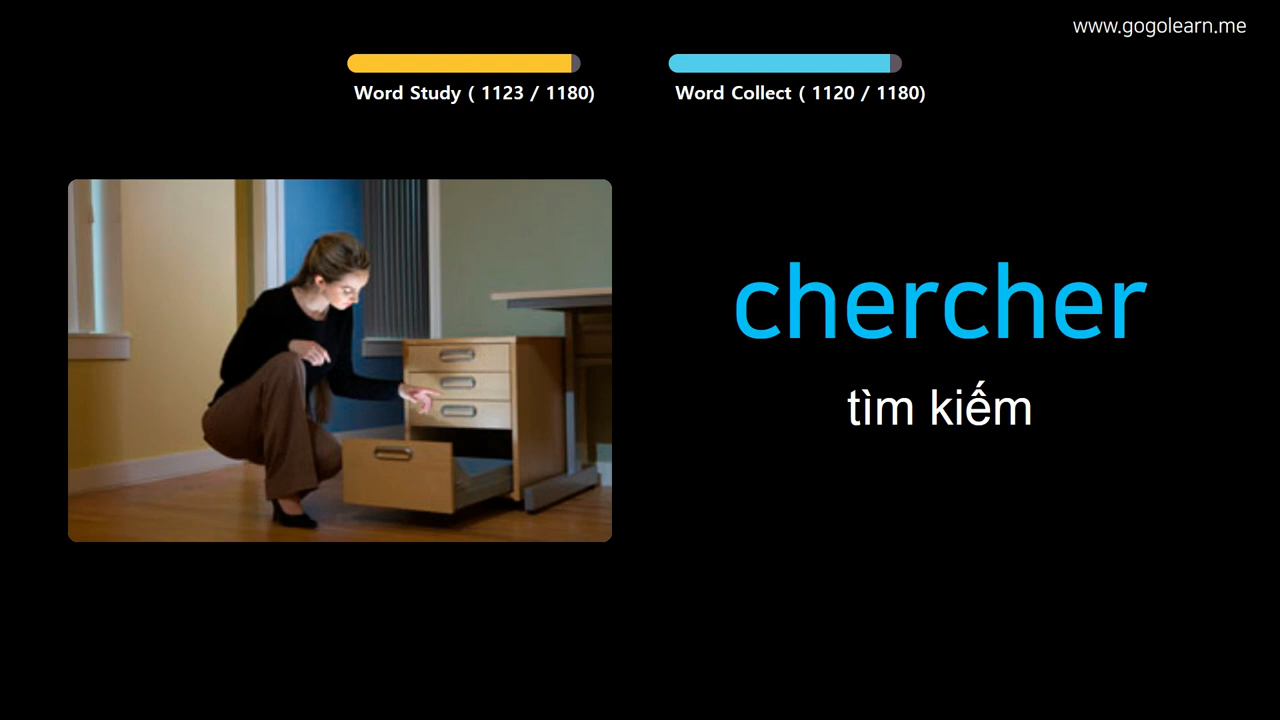 www.gogolearn.me
Word Study ( 1123 / 1180)
Word Collect ( 1120 / 1180)
chercher
tìm kiếm